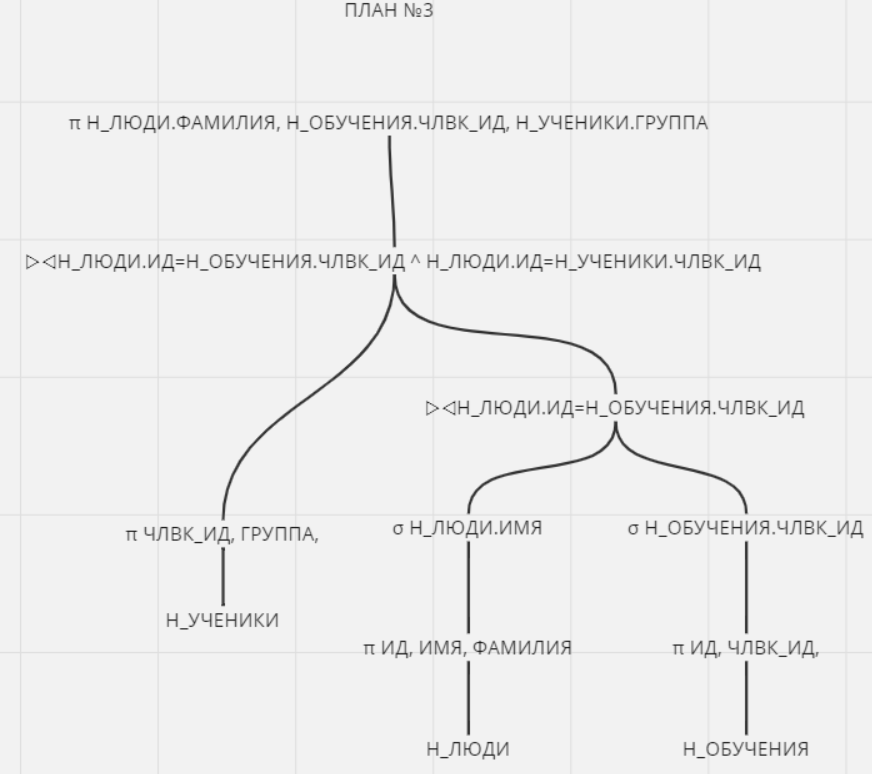 ПЛАН №3
π Н_ЛЮДИ.ФАМИЛИЯ, Н_ОБУЧЕНИЯ.ЧЛВК_ИД, Н_УЧЕНИКИ.ГРУППА
▷◁Н_ЛЮДИ.ИД=Н_ОБУЧЕНИЯ.ЧЛВК_ИД ^ Н_ЛЮДИ.ИД=Н_УЧЕНИКИ.ЧЛВК_ИД
▷◁Н_ЛЮДИ.ИД=Н_ОБУЧЕНИЯ.ЧЛВК_ИД
π ЧЛВК_ИД, ГРУППА,
σ Н_ЛЮДИ.ИМЯ
σ Н_ОБУЧЕНИЯ.ЧЛВК_ИД
Н_УЧЕНИКИ
π ИД, ИМЯ, ФАМИЛИЯ
π ИД, ЧЛВК_ИД,
Н_ЛЮДИ
Н_ОБУЧЕНИЯ